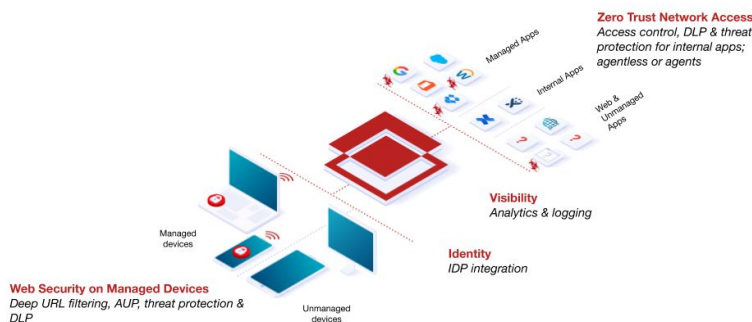 Zero Trust Network Access
Access control, DLP & threat
protection for internal apps;
agentless or agents
Managed Apps
Internal Apps
Web &
Unmanaged
Apps
Visibility
Analytics & logging
Identity
IDP integration
Managed
devices
Web Security on Managed Devices
Deep URL filtering, AUP, threat protection &
DLP
Unmanaged
devices